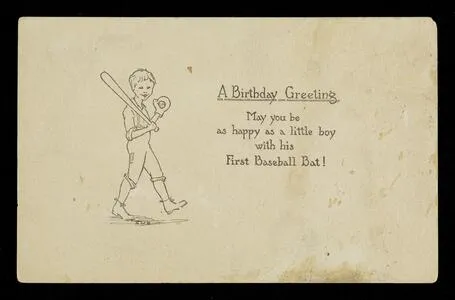 A Birthday Greeting
May you be
as happy as a little boy
with his
First Baseball Bat!